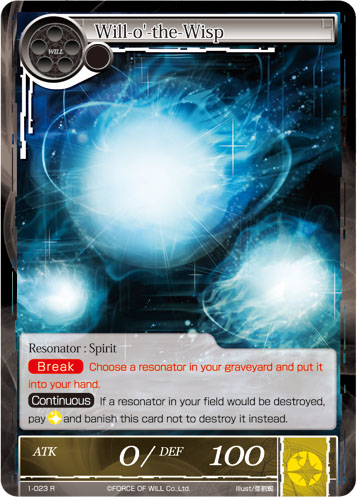 WILL
Will-o'-the-Wisp
Resonator : Spirit
Break Choose a resonator in your graveyard and put it
into your hand.
Continuous If a resonator in your field would be destroyed,
pay and banish this card not to destroy it instead.
ATK 0 / DEF 100
1-023 R ©FORCE OF WILL Co.,Ltd. Illust/